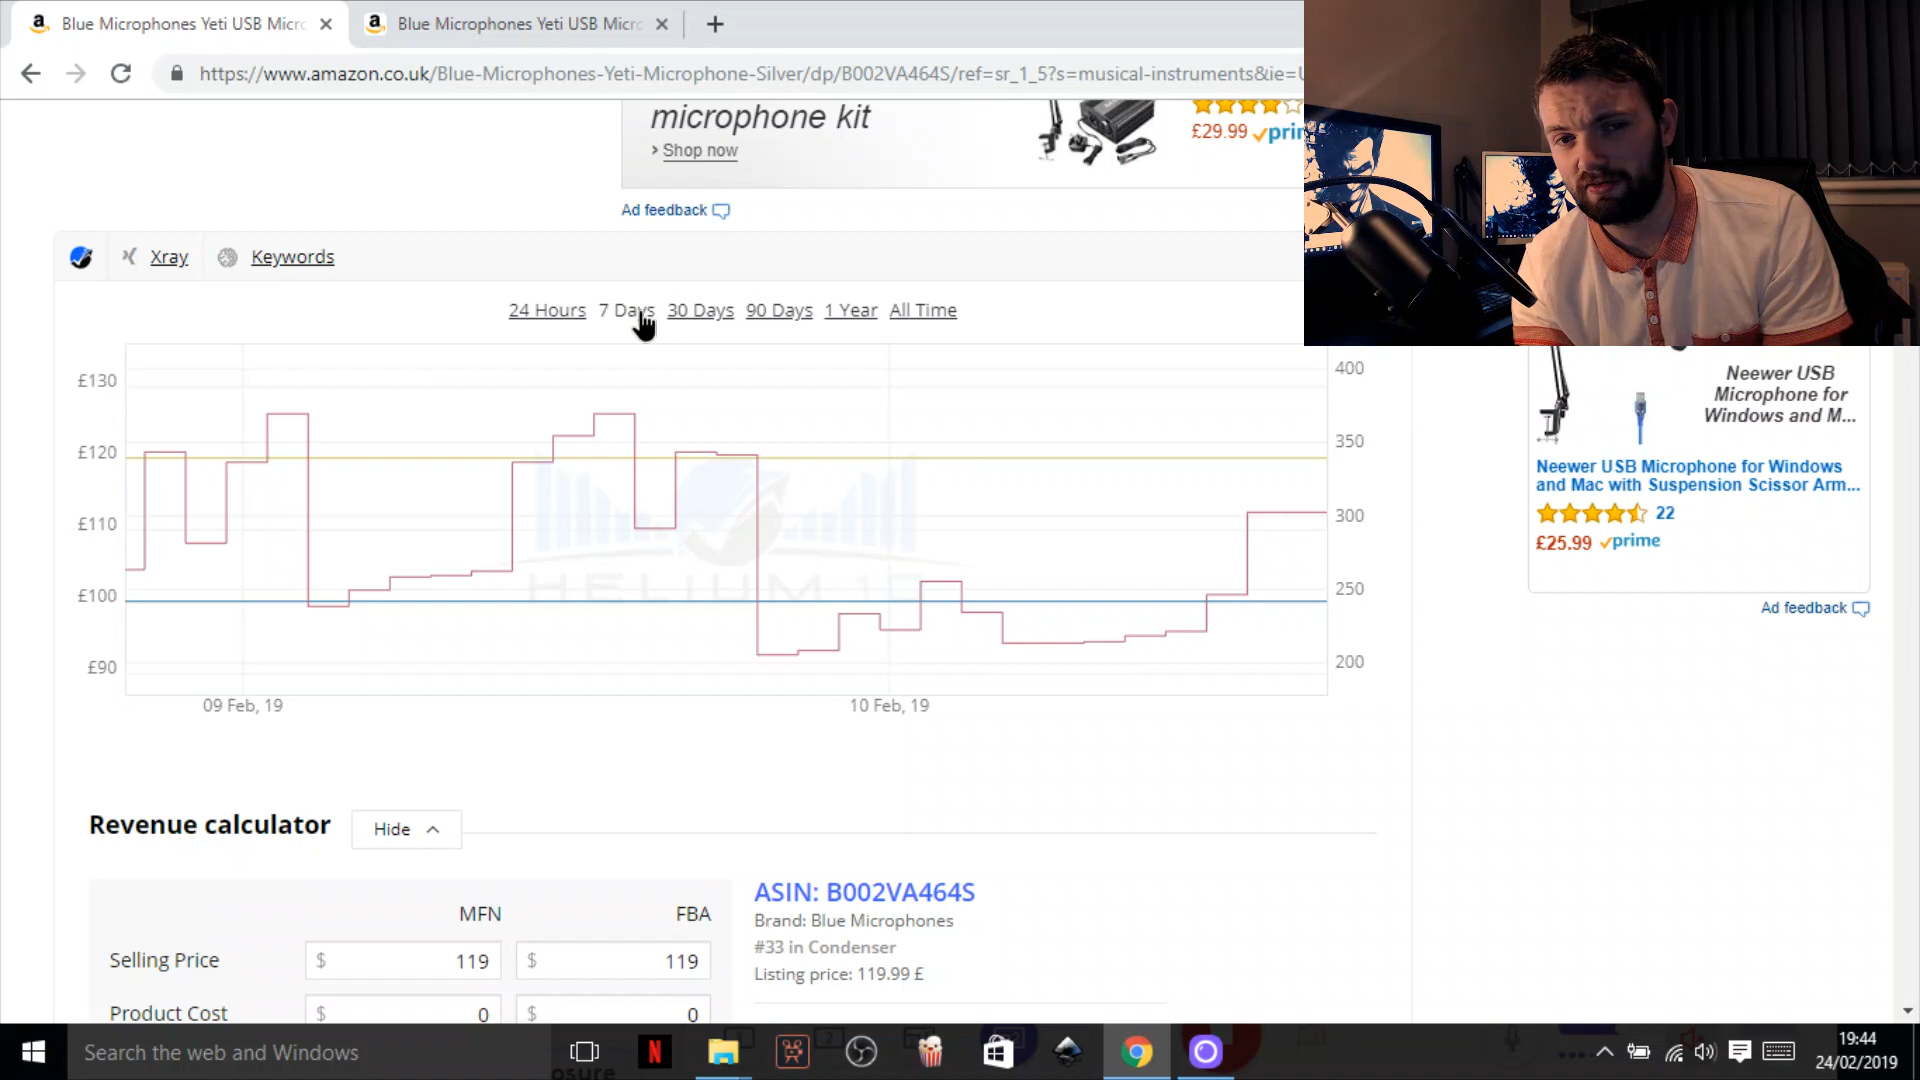 Blue Microphones Yeti USB Micro
Blue Microphones Yeti USB Micro
https://www.amazon.co.uk/Blue-Microphones-Yeti-Microphone-Silver/dp/B002VA464S/ref=sr_1_5?s=musical-instruments&ie=U
microphone kit
› Shop now
£29.99 prim
Ad feedback
Xray
Keywords
24 Hours 7 Days 30 Days 90 Days 1 Year All Time
£130
£120
£110
£100
£90
400
350
300
250
200
HELIUM 10
09 Feb, 19
10 Feb, 19
Neewer USB
Microphone for
Windows and M...
Neewer USB Microphone for Windows
and Mac with Suspension Scissor Arm...
22
£25.99 prime
Ad feedback
Revenue calculator
Hide
MFN
FBA
Selling Price
$ 119
$ 119
Product Cost
$ 0
$ 0
ASIN: B002VA464S
Brand: Blue Microphones
#33 in Condenser
Listing price: 119.99 £
Search the web and Windows
19:44
24/02/2019